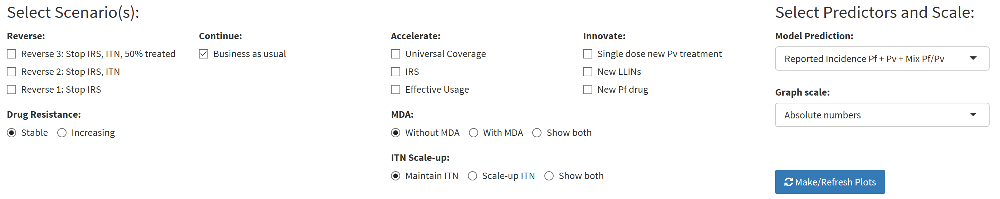 Select Scenario(s):
Reverse:
Reverse 3: Stop IRS, ITN, 50% treated
Reverse 2: Stop IRS, ITN
Reverse 1: Stop IRS
Drug Resistance:
Stable
Increasing
Continue:
Business as usual
Accelerate:
Universal Coverage
IRS
Effective Usage
MDA:
Without MDA
With MDA
Show both
ITN Scale-up:
Maintain ITN
Scale-up ITN
Show both
Innovate:
Single dose new Pv treatment
New LLINs
New Pf drug
Select Predictors and Scale:
Model Prediction:
Reported Incidence Pf + Pv + Mix Pf/Pv
Graph scale:
Absolute numbers
Make/Refresh Plots